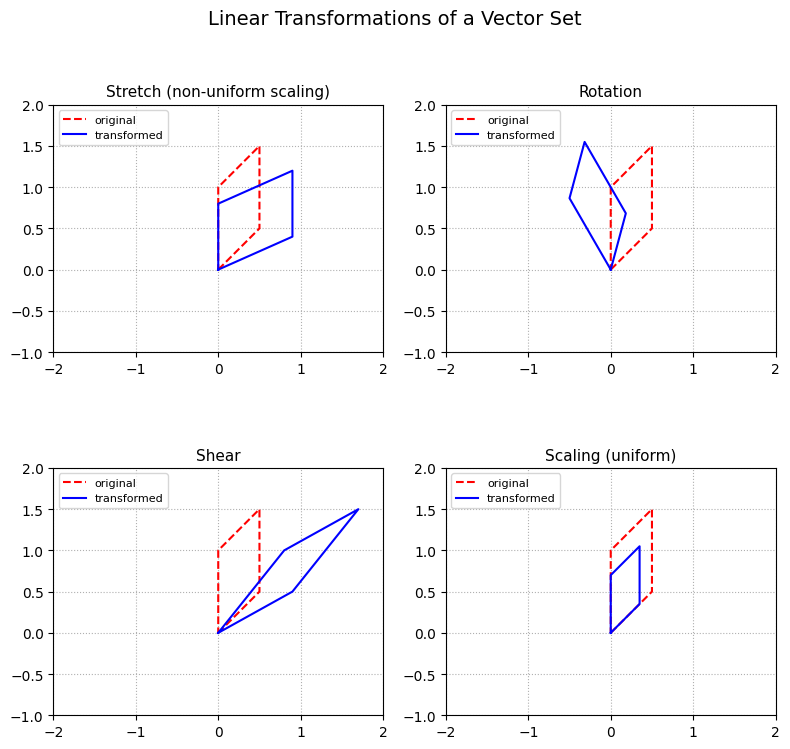 Linear Transformations of a Vector Set
Stretch (non-uniform scaling)
original
transformed
2.0
1.5
1.0
0.5
0.0
−0.5
−1.0
−2 −1 0 1 2
Rotation
original
transformed
2.0
1.5
1.0
0.5
0.0
−0.5
−1.0
−2 −1 0 1 2
Shear
original
transformed
2.0
1.5
1.0
0.5
0.0
−0.5
−1.0
−2 −1 0 1 2
Scaling (uniform)
original
transformed
2.0
1.5
1.0
0.5
0.0
−0.5
−1.0
−2 −1 0 1 2